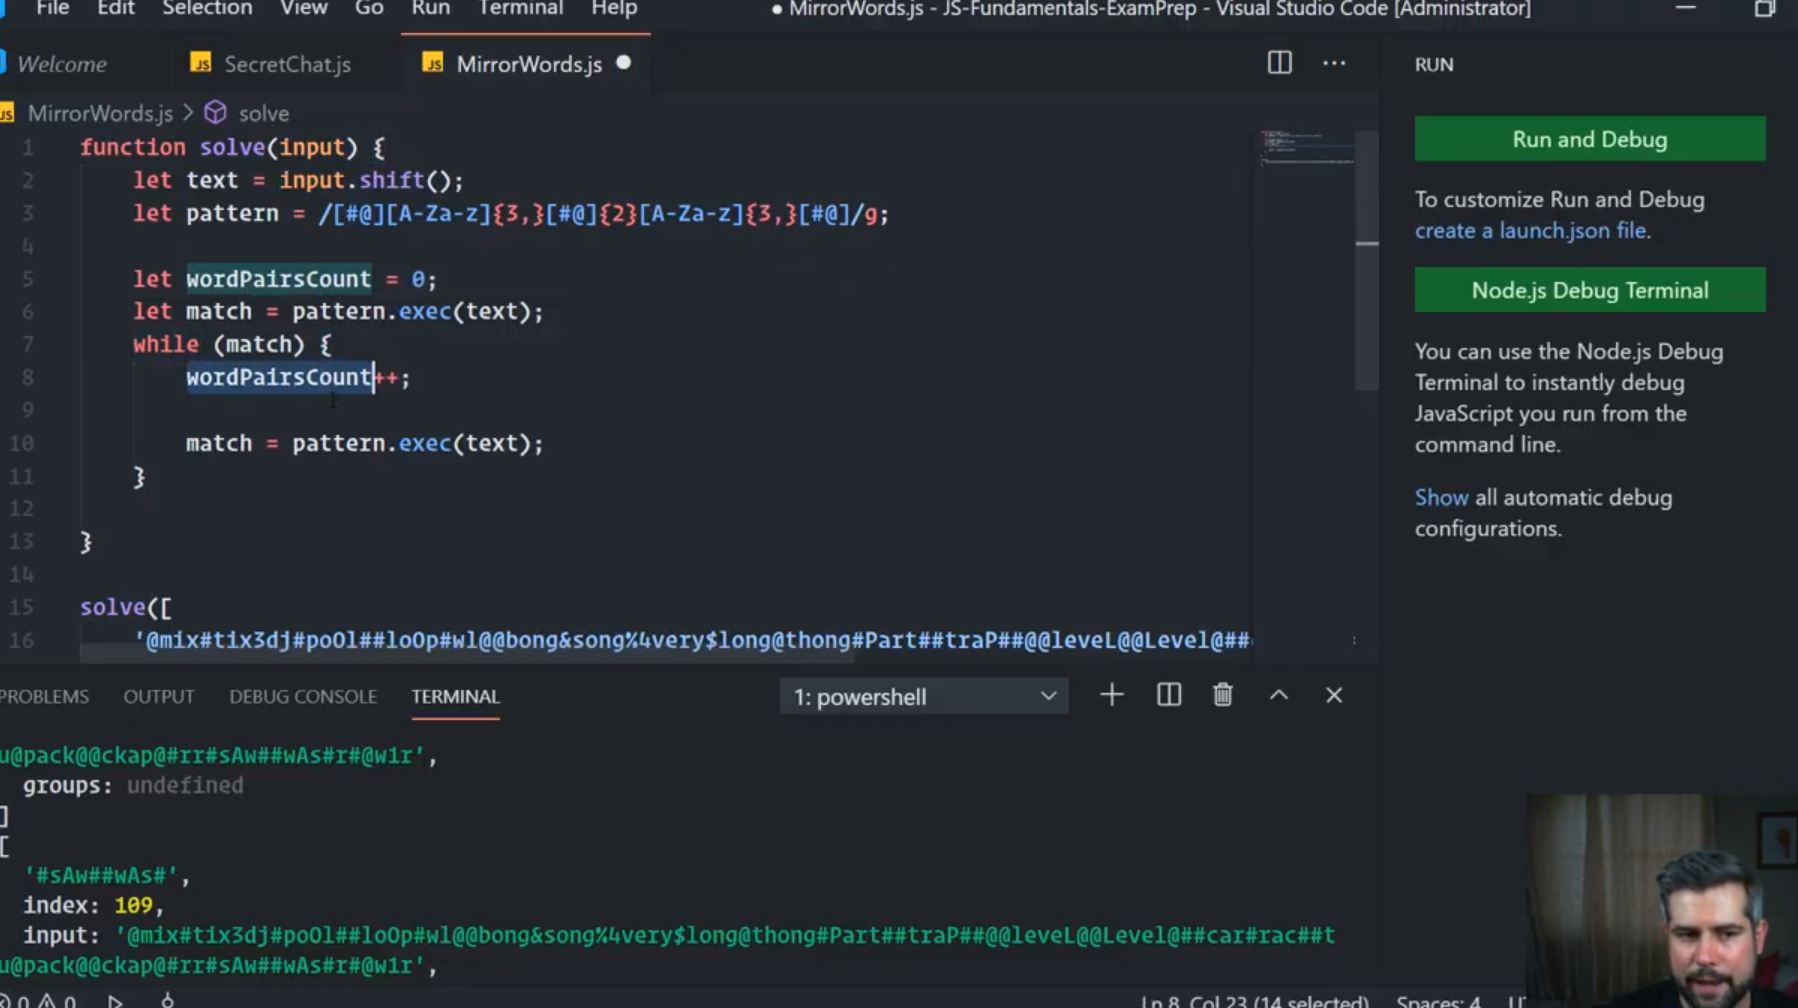 File Edit Selection View Go Run Terminal Help ● MirrorWords.js - JS-Fundamentals-ExamPrep - Visual Studio Code [Administrator]
Welcome JS SecretChat.js JS MirrorWords.js
RUN
JS MirrorWords.js > solve
1 function solve(input) {
2 let text = input.shift();
3 let pattern = /[#@][A-Za-z]{3,}[#@]{2}[A-Za-z]{3,}[#@]/g;
4
5 let wordPairsCount = 0;
6 let match = pattern.exec(text);
7 while (match) {
8 wordPairsCount++;
9
10 match = pattern.exec(text);
11 }
12
13 }
14
15 solve([
16 '@mix#tix3dj#poOl##loOp#wl@@bong&song%4very$long@thong#Part##traP##@@leveL@@Level@##
Run and Debug
To customize Run and Debug
create a launch.json file.
Node.js Debug Terminal
You can use the Node.js Debug
Terminal to instantly debug
JavaScript you run from the
command line.
Show all automatic debug
configurations.
PROBLEMS OUTPUT DEBUG CONSOLE TERMINAL 1: powershell
u@pack@@ckap@#rr#sAw##wAs#r#@w1r',
groups: undefined
]
[
'#sAw##wAs#',
index: 109,
input: '@mix#tix3dj#poOl##loOp#wl@@bong&song%4very$long@thong#Part##traP##@@leveL@@Level@##car#rac##t
u@pack@@ckap@#rr#sAw##wAs#r#@w1r',
0 0 Ln 8, Col 23 (14 selected) Spaces: 4